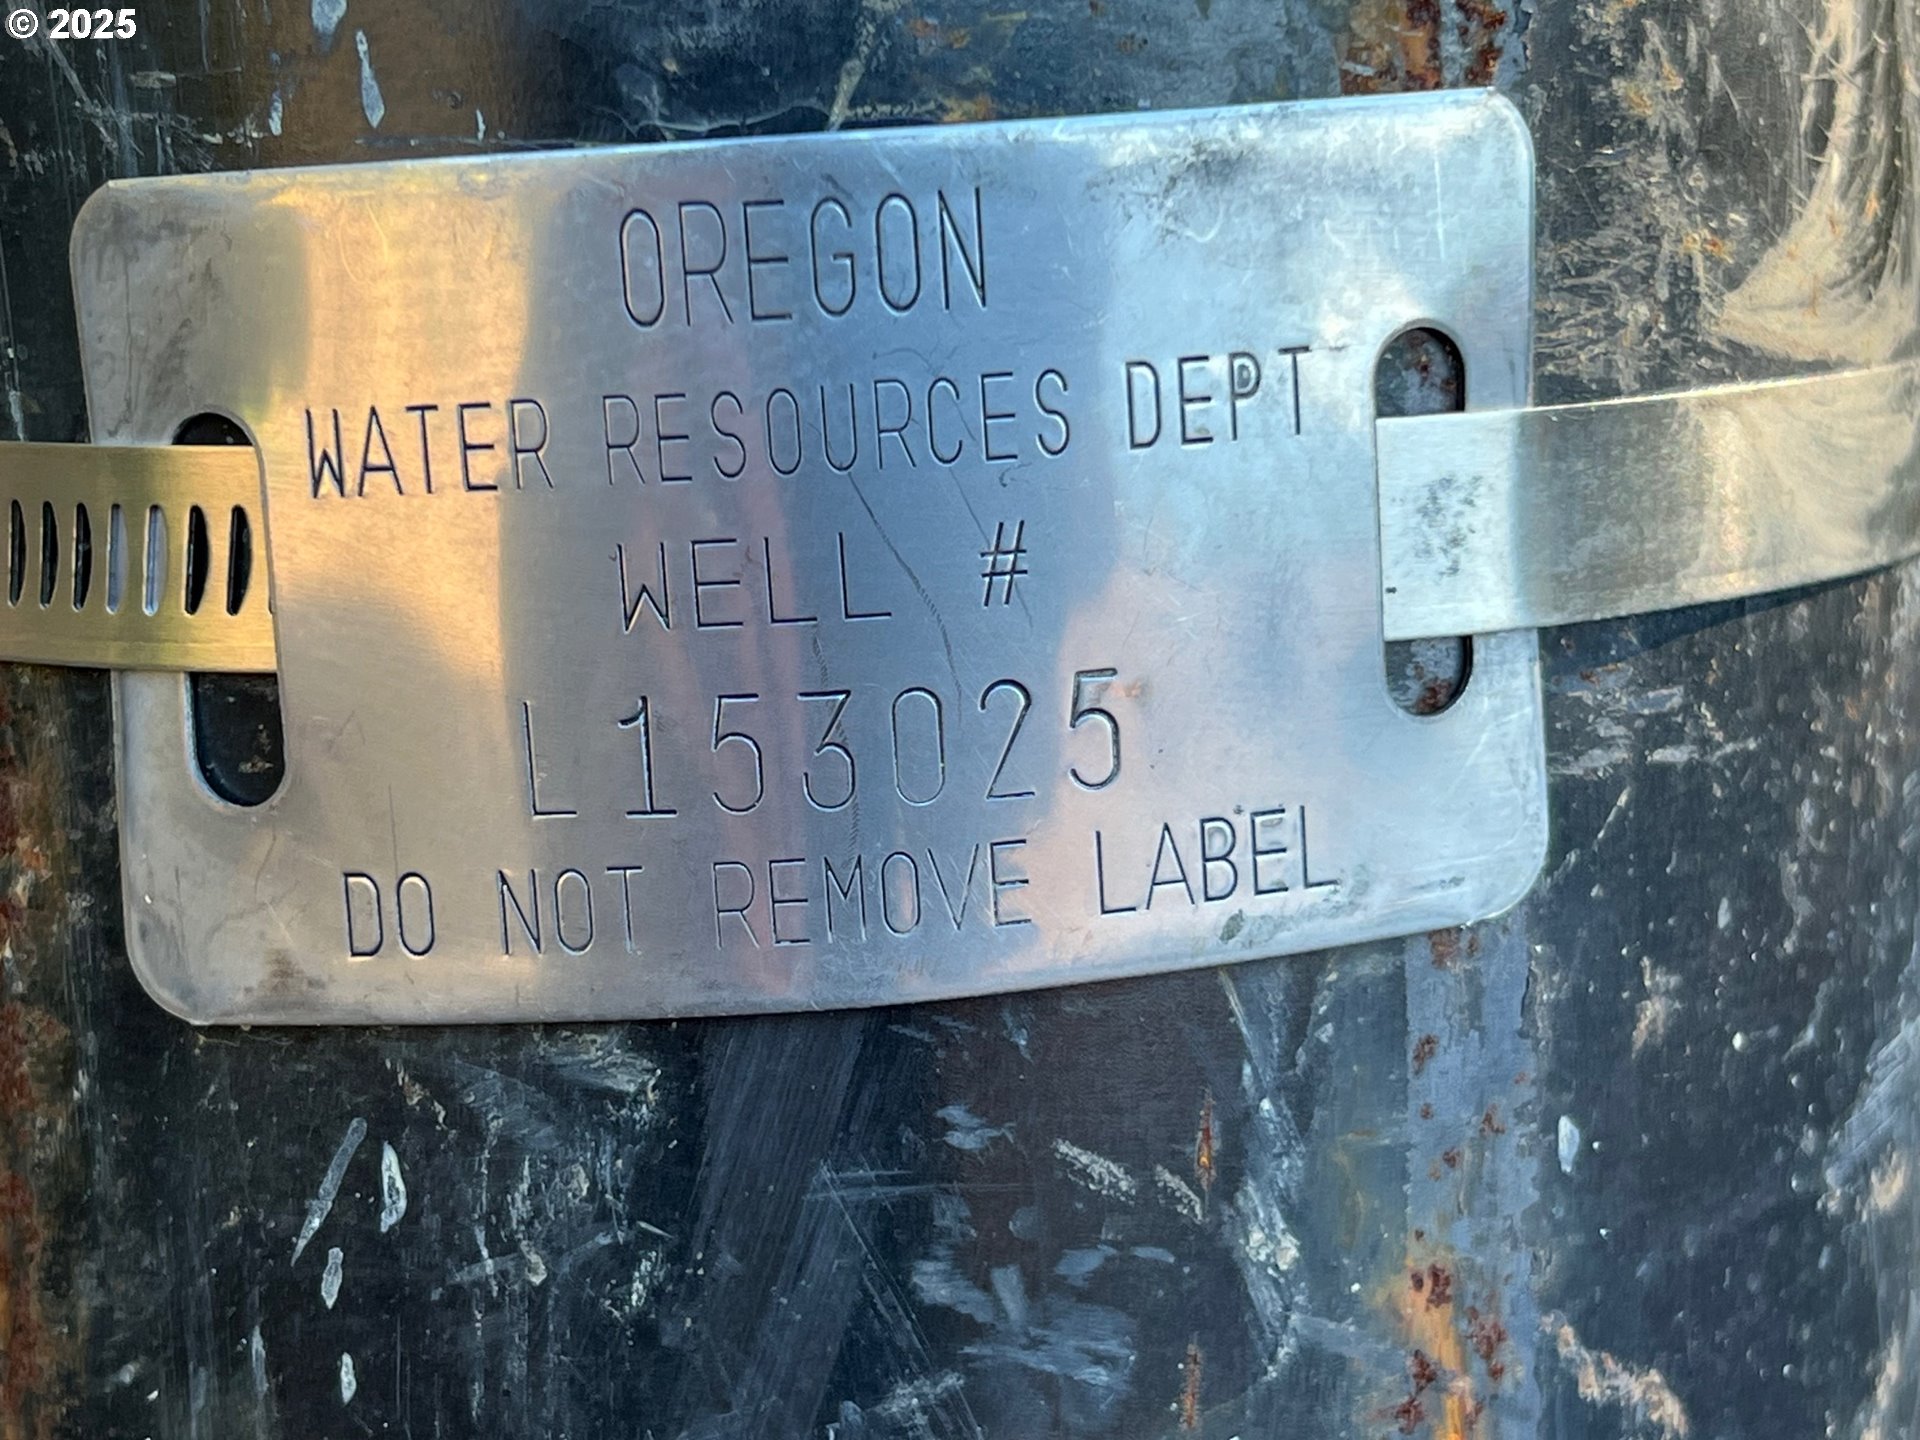 © 2025
OREGON
WATER RESOURCES DEPT
WELL #
L153025
DO NOT REMOVE LABEL